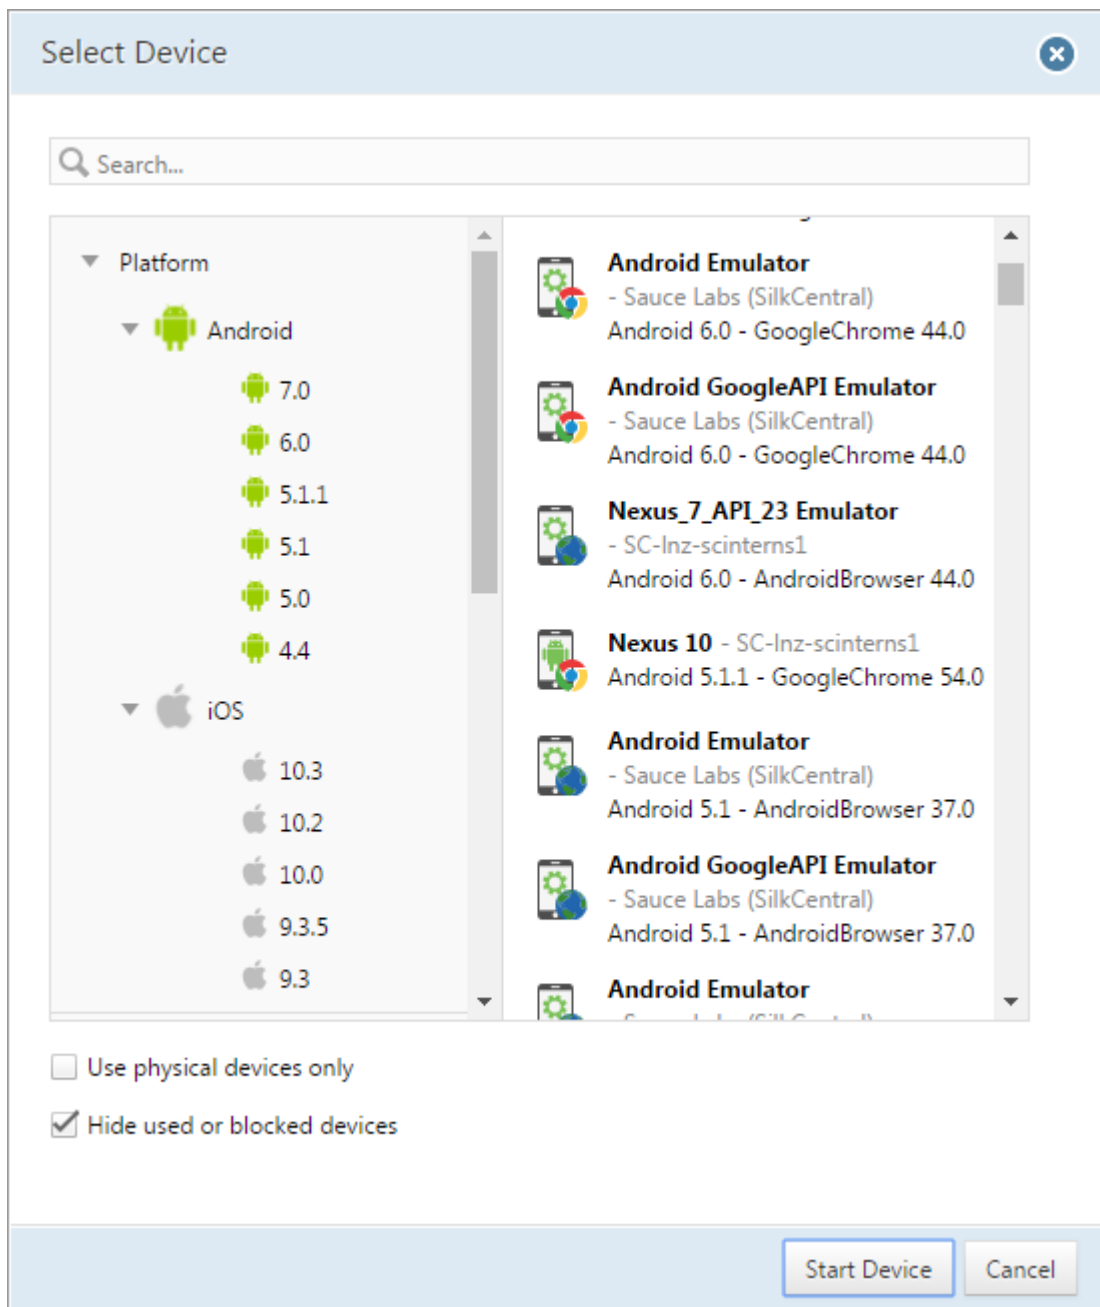 Select Device
Search...
Platform
Android
7.0
6.0
5.1.1
5.1
5.0
4.4
iOS
10.3
10.2
10.0
9.3.5
9.3
Android Emulator
- Sauce Labs (SilkCentral)
Android 6.0 - GoogleChrome 44.0
Android GoogleAPI Emulator
- Sauce Labs (SilkCentral)
Android 6.0 - GoogleChrome 44.0
Nexus_7_API_23 Emulator
- SC-lnz-scinterns1
Android 6.0 - AndroidBrowser 44.0
Nexus 10 - SC-lnz-scinterns1
Android 5.1.1 - GoogleChrome 54.0
Android Emulator
- Sauce Labs (SilkCentral)
Android 5.1 - AndroidBrowser 37.0
Android GoogleAPI Emulator
- Sauce Labs (SilkCentral)
Android 5.1 - AndroidBrowser 37.0
Android Emulator
Use physical devices only
Hide used or blocked devices
Start Device
Cancel